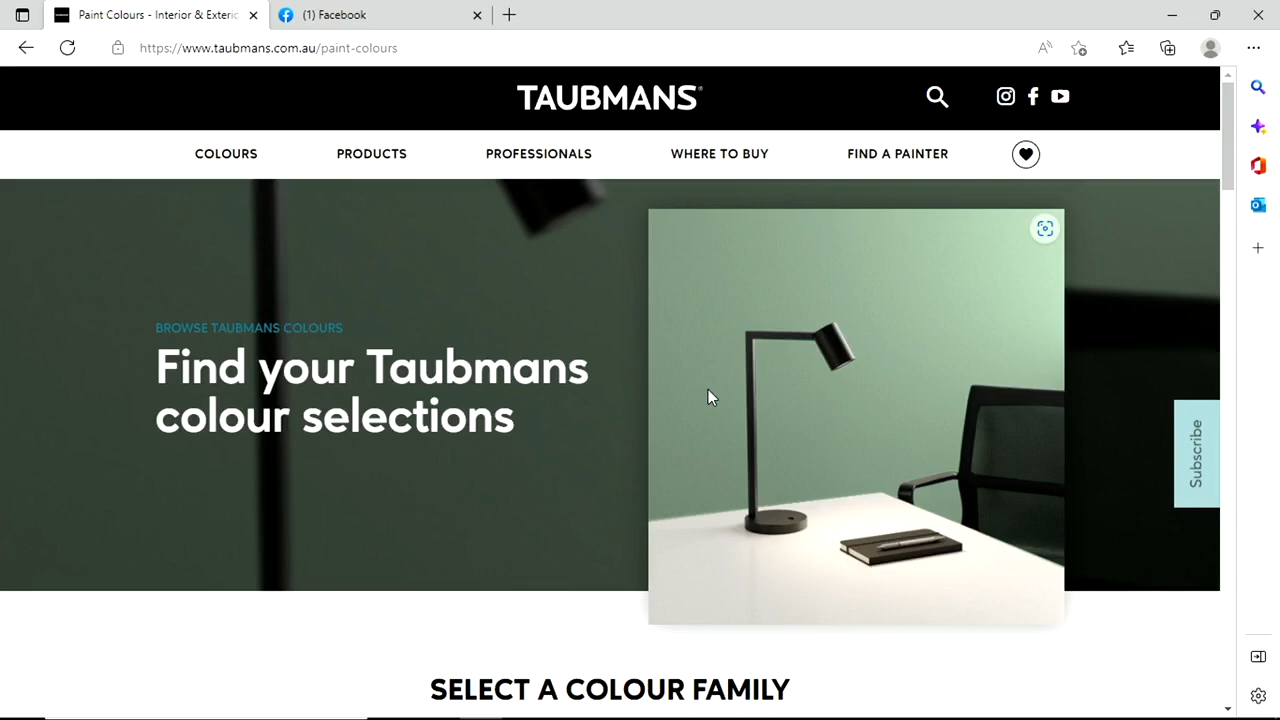 Paint Colours - Interior & Exteric
(1) Facebook
https://www.taubmans.com.au/paint-colours
TAUBMANS
COLOURS
PRODUCTS
PROFESSIONALS
WHERE TO BUY
FIND A PAINTER
BROWSE TAUBMANS COLOURS
Find your Taubmans
colour selections
Subscribe
SELECT A COLOUR FAMILY